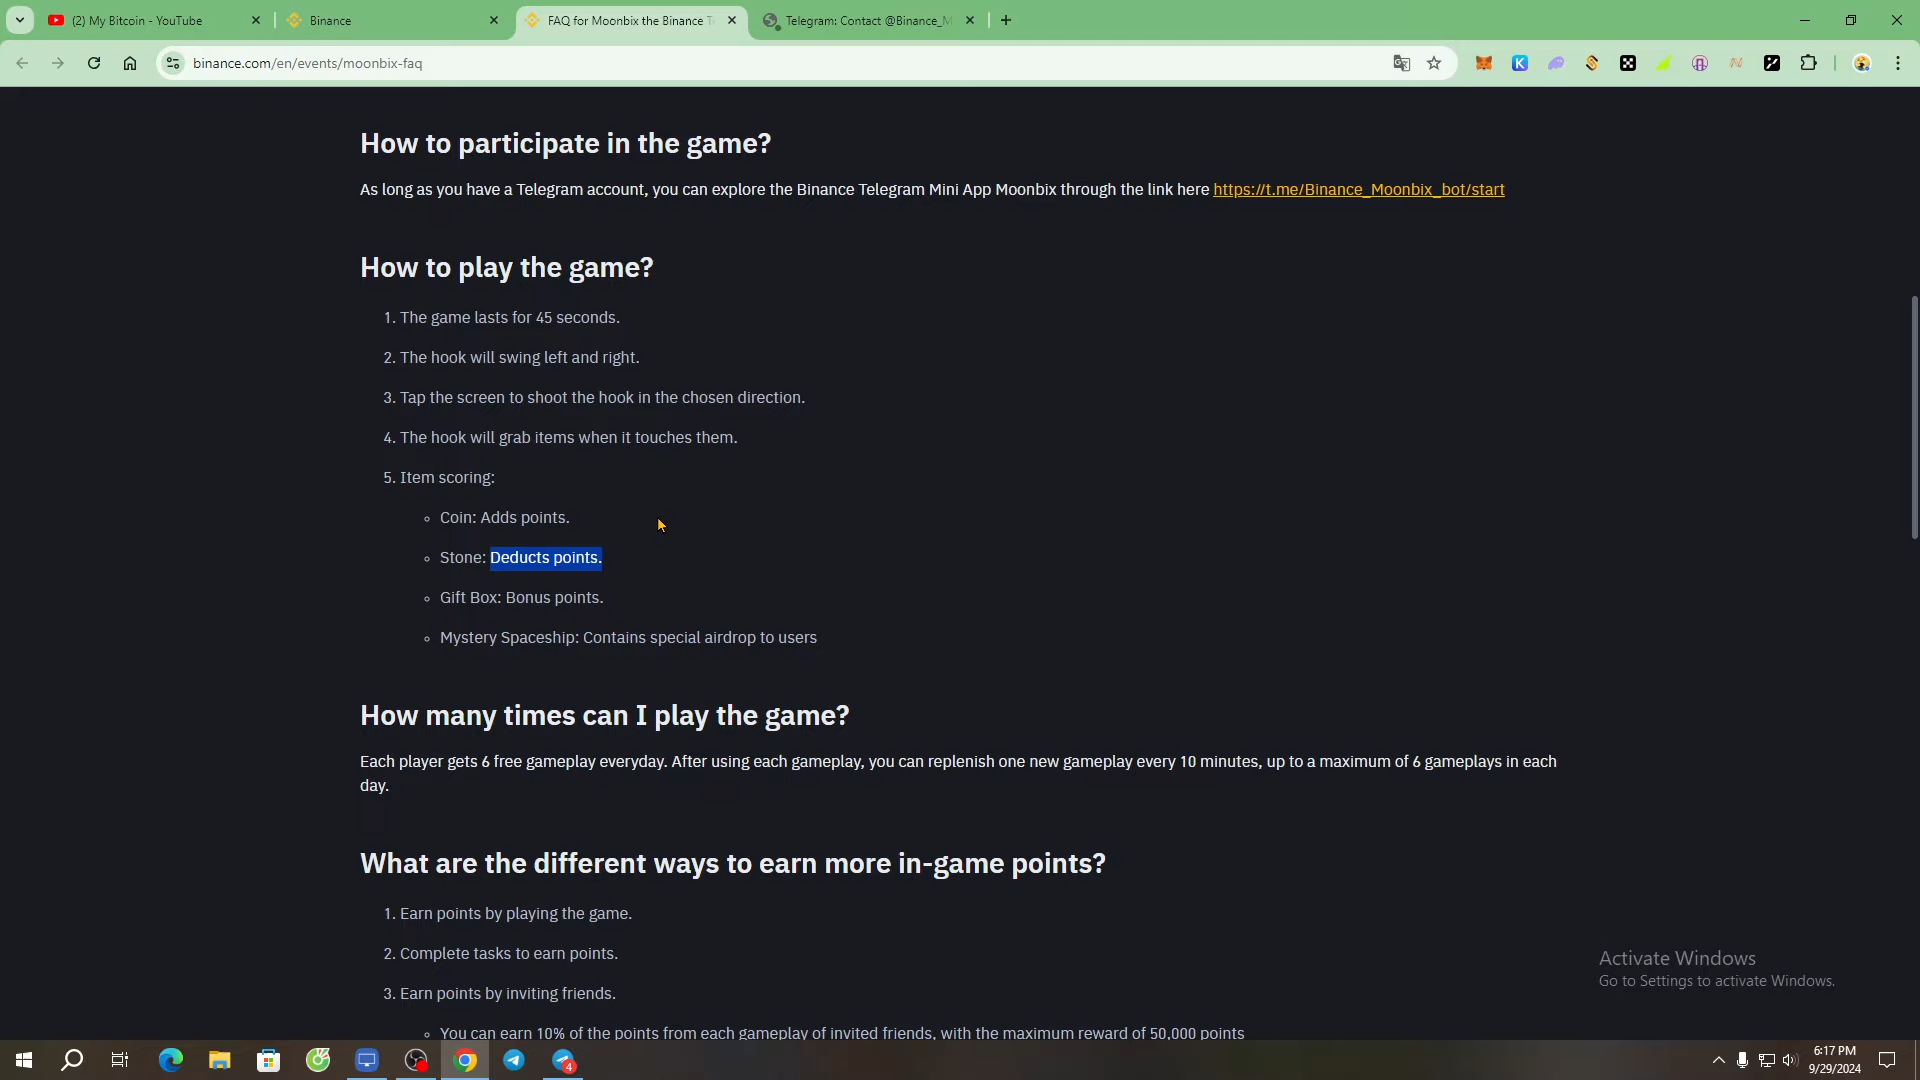 (2) My Bitcoin - YouTube
Binance
FAQ for Moonbix the Binance T
Telegram: Contact @Binance_M
binance.com/en/events/moonbix-faq
How to participate in the game?
As long as you have a Telegram account, you can explore the Binance Telegram Mini App Moonbix through the link here https://t.me/Binance_Moonbix_bot/start
How to play the game?
1. The game lasts for 45 seconds.
2. The hook will swing left and right.
3. Tap the screen to shoot the hook in the chosen direction.
4. The hook will grab items when it touches them.
5. Item scoring:
Coin: Adds points.
Stone: Deducts points.
Gift Box: Bonus points.
Mystery Spaceship: Contains special airdrop to users
How many times can I play the game?
Each player gets 6 free gameplay everyday. After using each gameplay, you can replenish one new gameplay every 10 minutes, up to a maximum of 6 gameplays in each
day.
What are the different ways to earn more in-game points?
1. Earn points by playing the game.
2. Complete tasks to earn points.
3. Earn points by inviting friends.
You can earn 10% of the points from each gameplay of invited friends, with the maximum reward of 50,000 points
Activate Windows
Go to Settings to activate Windows.
4
6:17 PM
9/29/2024